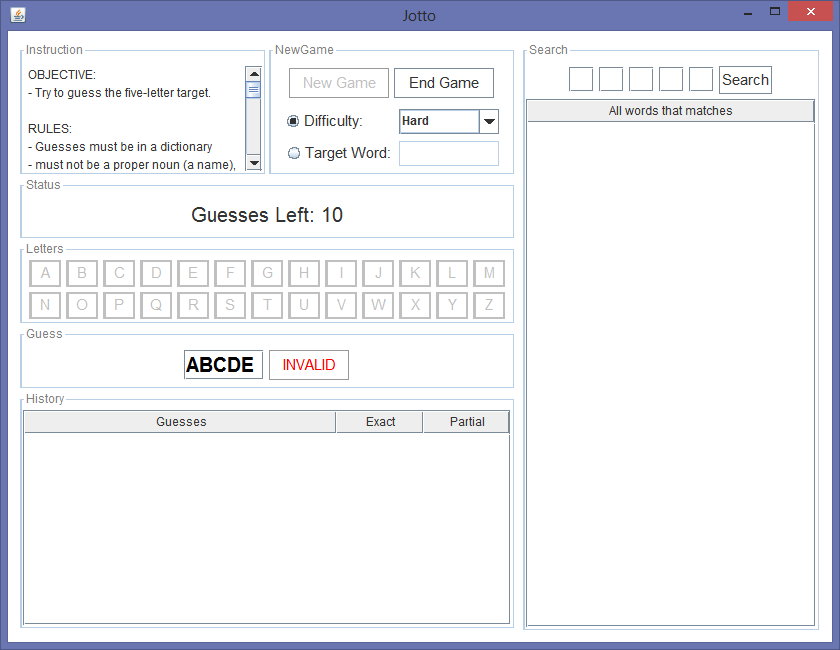 Jotto
Instruction
OBJECTIVE:
- Try to guess the five-letter target.
RULES:
- Guesses must be in a dictionary
- must not be a proper noun (a name),
NewGame
New Game End Game
Difficulty: Hard
Target Word:
Status
Guesses Left: 10
Letters
A B C D E F G H I J K L M
N O P Q R S T U V W X Y Z
Guess
ABCDE INVALID
History
Guesses Exact Partial
Search
Search
All words that matches